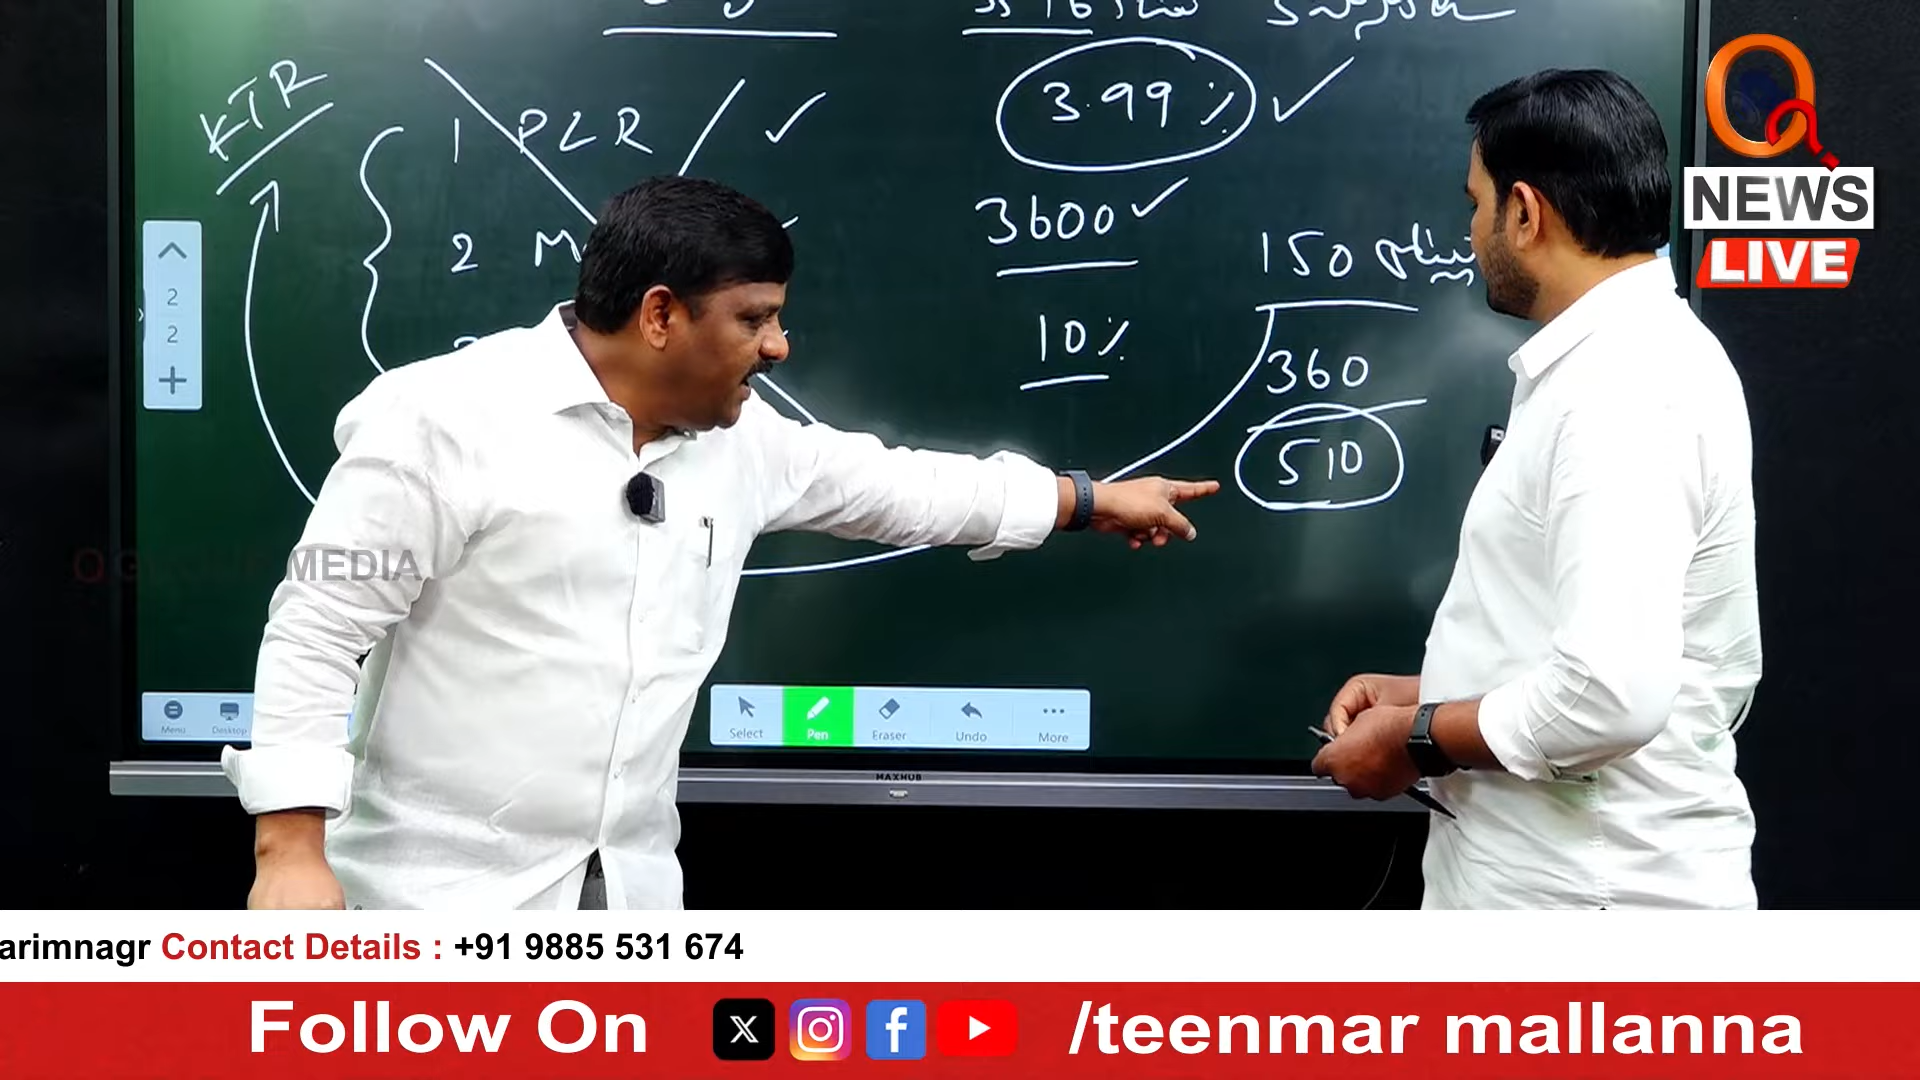 KTR
1 PLR
2 M
3.99 %
3600
10%
150 కోట్ల
360
510
2
2
Menu
Desktop
Select
Pen
Eraser
Undo
More
MAXHUB
MEDIA
Q
NEWS
LIVE
arimnagr Contact Details : +91 9885 531 674
Follow On /teenmar mallanna